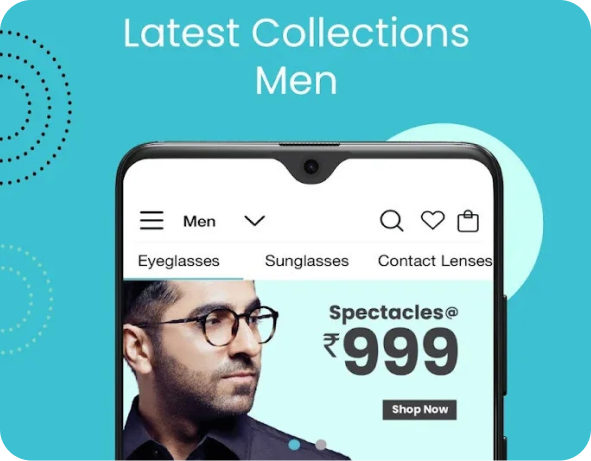 Latest Collections
Men
Men
Eyeglasses Sunglasses Contact Lenses
Spectacles@
₹999
Shop Now